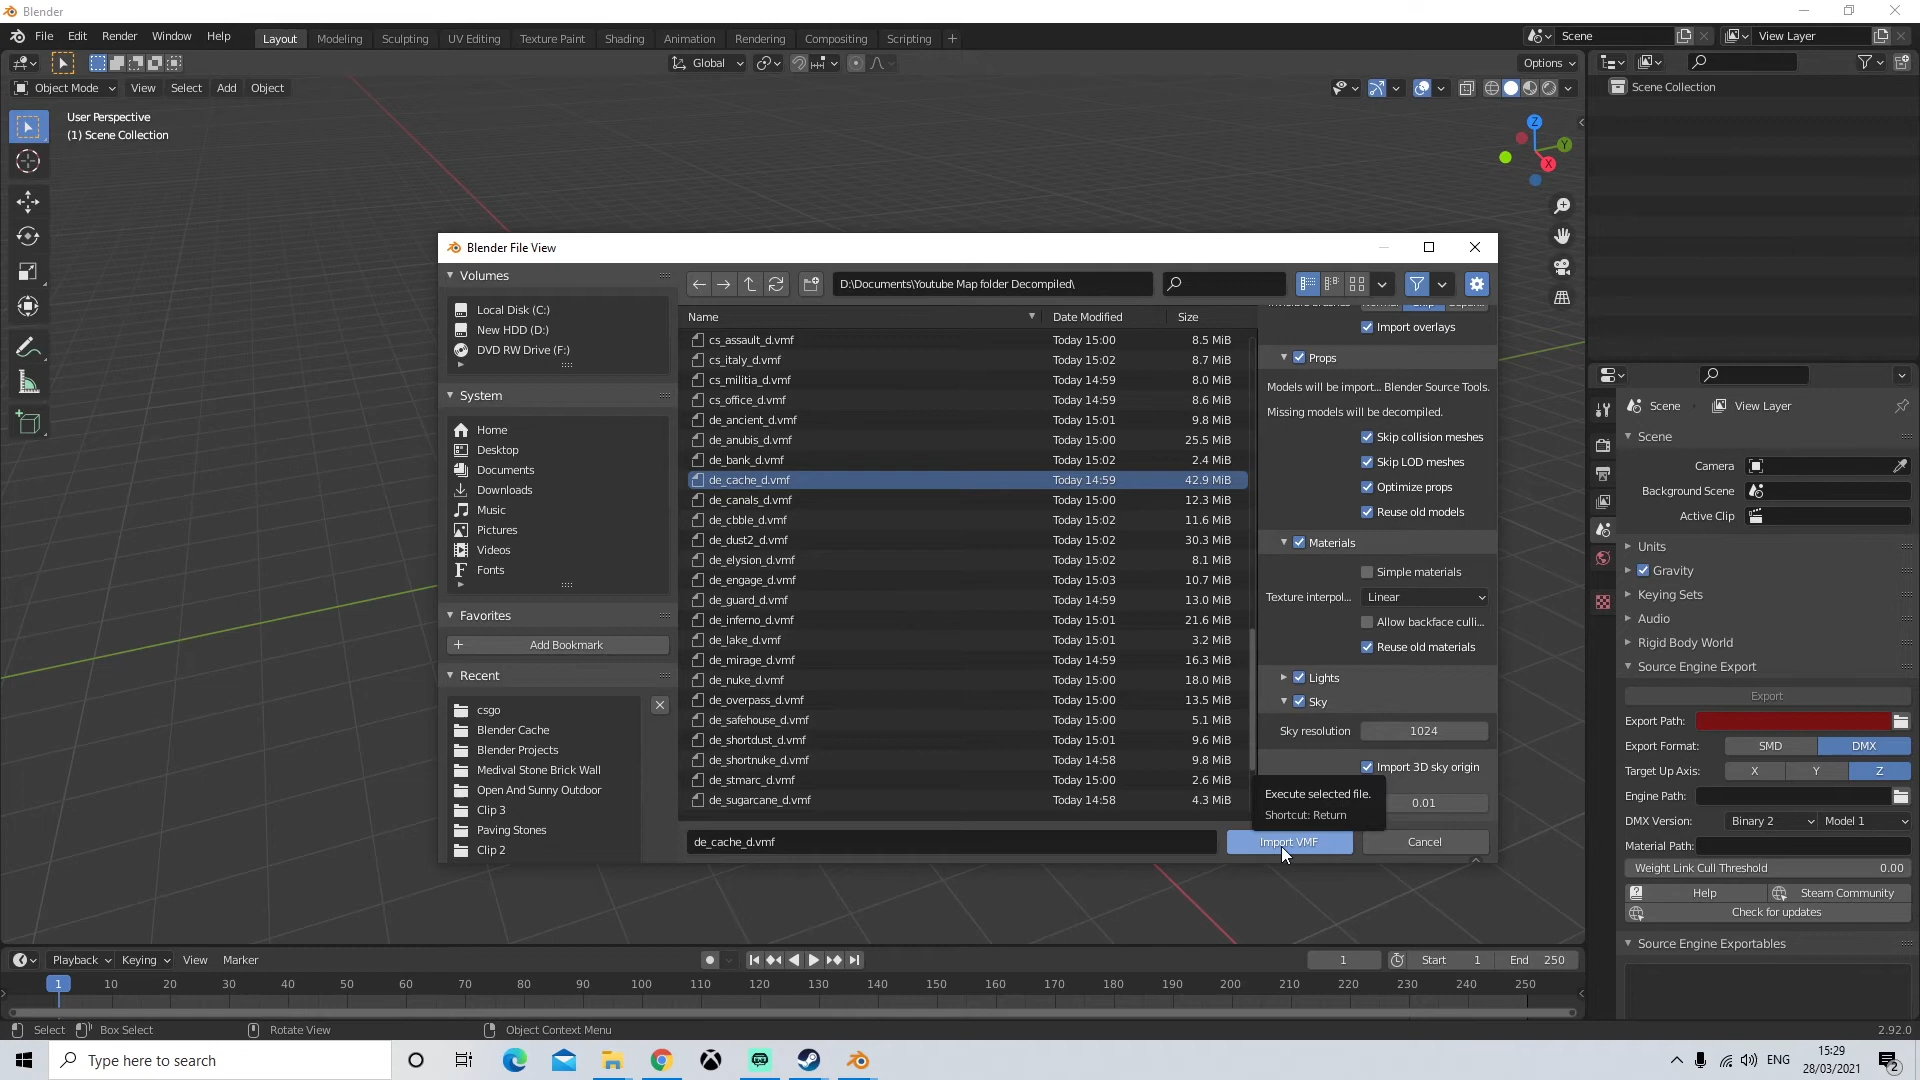 Blender
File Edit Render Window Help
Layout Modeling Sculpting UV Editing Texture Paint Shading Animation Rendering Compositing Scripting +
Scene
View Layer
Global
Options
Object Mode View Select Add Object
Scene Collection
User Perspective
(1) Scene Collection
Z
Y
X
Blender File View
Volumes
Local Disk (C:)
New HDD (D:)
DVD RW Drive (F:)
System
Home
Desktop
Documents
Downloads
Music
Pictures
Videos
Fonts
Favorites
Add Bookmark
Recent
csgo
Blender Cache
Blender Projects
Medival Stone Brick Wall
Open And Sunny Outdoor
Clip 3
Paving Stones
Clip 2
D:\Documents\Youtube Map folder Decompiled\
Name Date Modified Size
cs_assault_d.vmf Today 15:00 8.5 MiB
cs_italy_d.vmf Today 15:02 8.7 MiB
cs_militia_d.vmf Today 14:59 8.0 MiB
cs_office_d.vmf Today 14:59 8.6 MiB
de_ancient_d.vmf Today 15:01 9.8 MiB
de_anubis_d.vmf Today 15:00 25.5 MiB
de_bank_d.vmf Today 15:02 2.4 MiB
de_cache_d.vmf Today 14:59 42.9 MiB
de_canals_d.vmf Today 15:00 12.3 MiB
de_cbble_d.vmf Today 15:02 11.6 MiB
de_dust2_d.vmf Today 15:02 30.3 MiB
de_elysion_d.vmf Today 15:02 8.1 MiB
de_engage_d.vmf Today 15:03 10.7 MiB
de_guard_d.vmf Today 14:59 13.0 MiB
de_inferno_d.vmf Today 15:01 21.6 MiB
de_lake_d.vmf Today 15:01 3.2 MiB
de_mirage_d.vmf Today 14:59 16.3 MiB
de_nuke_d.vmf Today 15:00 18.0 MiB
de_overpass_d.vmf Today 15:00 13.5 MiB
de_safehouse_d.vmf Today 15:00 5.1 MiB
de_shortdust_d.vmf Today 15:01 9.6 MiB
de_shortnuke_d.vmf Today 14:58 9.8 MiB
de_stmarc_d.vmf Today 15:00 2.6 MiB
de_sugarcane_d.vmf Today 14:58 4.3 MiB
Import overlays
Props
Models will be import... Blender Source Tools.
Missing models will be decompiled.
Skip collision meshes
Skip LOD meshes
Optimize props
Reuse old models
Materials
Simple materials
Texture interpol... Linear
Allow backface culli...
Reuse old materials
Lights
Sky
Sky resolution 1024
Import 3D sky origin
0.01
Execute selected file.
Shortcut: Return
de_cache_d.vmf
Import VMF Cancel
Scene View Layer
Scene
Camera
Background Scene
Active Clip
Units
Gravity
Keying Sets
Audio
Rigid Body World
Source Engine Export
Export
Export Path:
Export Format: SMD DMX
Target Up Axis: X Y Z
Engine Path:
DMX Version: Binary 2 Model 1
Material Path:
Weight Link Cull Threshold 0.00
Help Steam Community
Check for updates
Source Engine Exportables
Playback Keying View Marker
1 Start 1 End 250
1 10 20 30 40 50 60 70 80 90 100 110 120 130 140 150 160 170 180 190 200 210 220 230 240 250
Select Box Select Rotate View Object Context Menu 2.92.0
Type here to search
ENG
15:29
28/03/2021
2